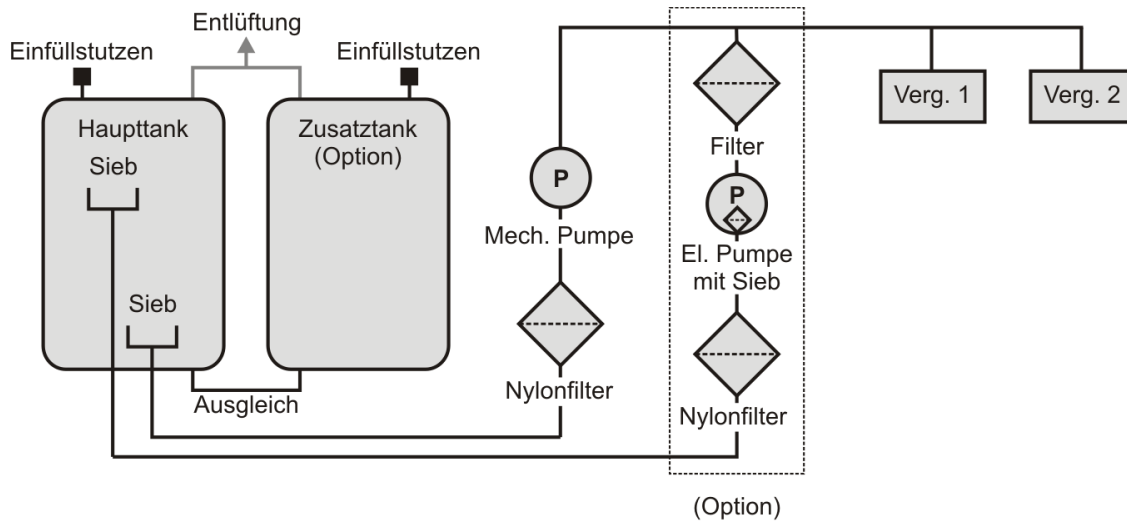 Entlüftung
Einfüllstutzen
Einfüllstutzen
Haupttank
Sieb
Sieb
Zusatztank
(Option)
Ausgleich
P
Mech. Pumpe
Nylonfilter
Filter
P
El. Pumpe
mit Sieb
Nylonfilter
(Option)
Verg. 1
Verg. 2